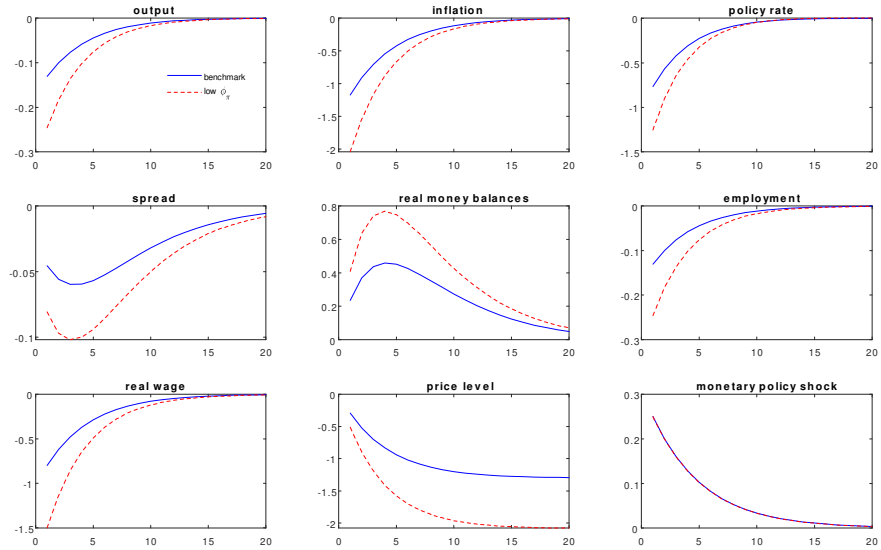 output
0
-0.1
-0.2
-0.3
0 5 10 15 20
benchmark
low ϕπ
inflation
0
-0.5
-1
-1.5
-2
0 5 10 15 20
policy rate
0
-0.5
-1
-1.5
0 5 10 15 20
spread
0
-0.05
-0.1
0 5 10 15 20
real money balances
0.8
0.6
0.4
0.2
0
0 5 10 15 20
employment
0
-0.1
-0.2
-0.3
0 5 10 15 20
real wage
0
-0.5
-1
-1.5
0 5 10 15 20
price level
0
-0.5
-1
-1.5
-2
0 5 10 15 20
monetary policy shock
0.3
0.2
0.1
0
0 5 10 15 20